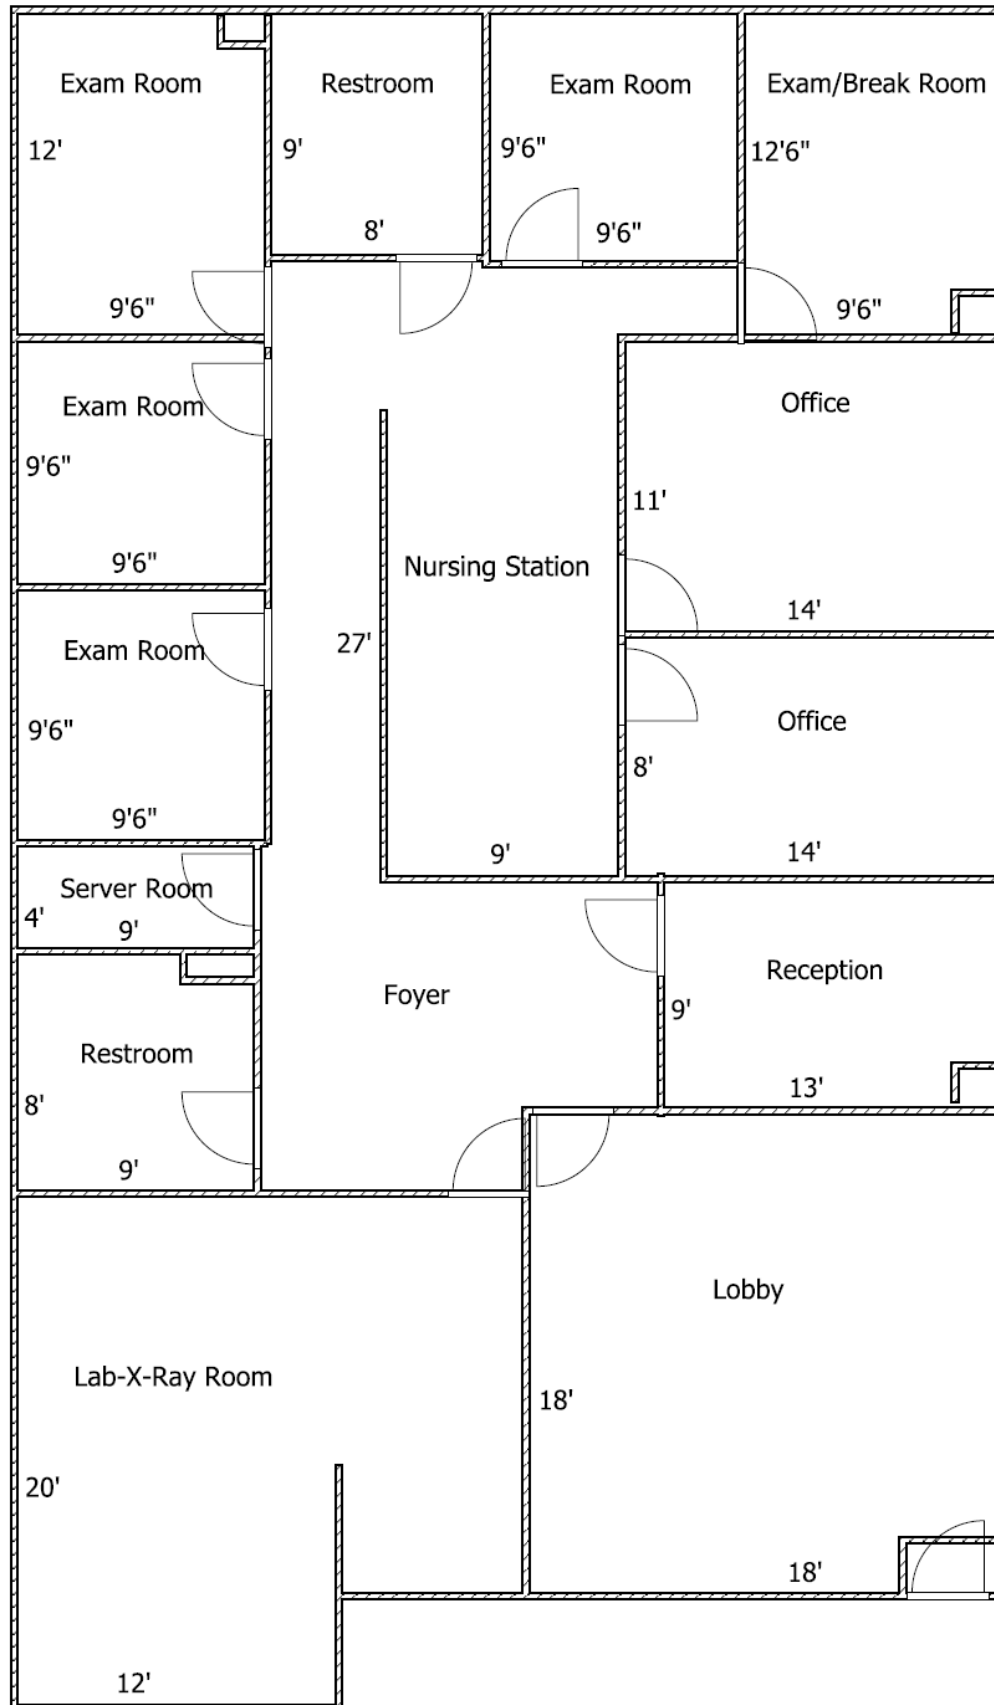 Exam Room
12'
9'6"
Restroom
9'
8'
Exam Room
9'6"
9'6"
Exam/Break Room
12'6"
9'6"
Exam Room
9'6"
9'6"
Office
11'
14'
Nursing Station
27'
9'
Exam Room
9'6"
9'6"
Office
8'
14'
Server Room
4'
9'
Foyer
Reception
9'
13'
Restroom
8'
9'
Lobby
18'
18'
Lab-X-Ray Room
20'
12'